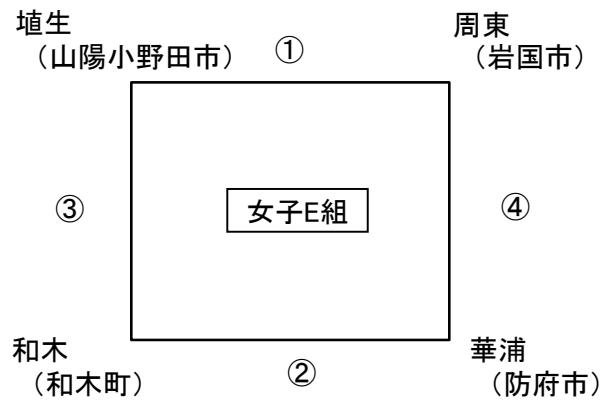 埴生
（山陽小野田市）
①
周東
（岩国市）
③
女子E組
④
和木
（和木町）
②
華浦
（防府市）